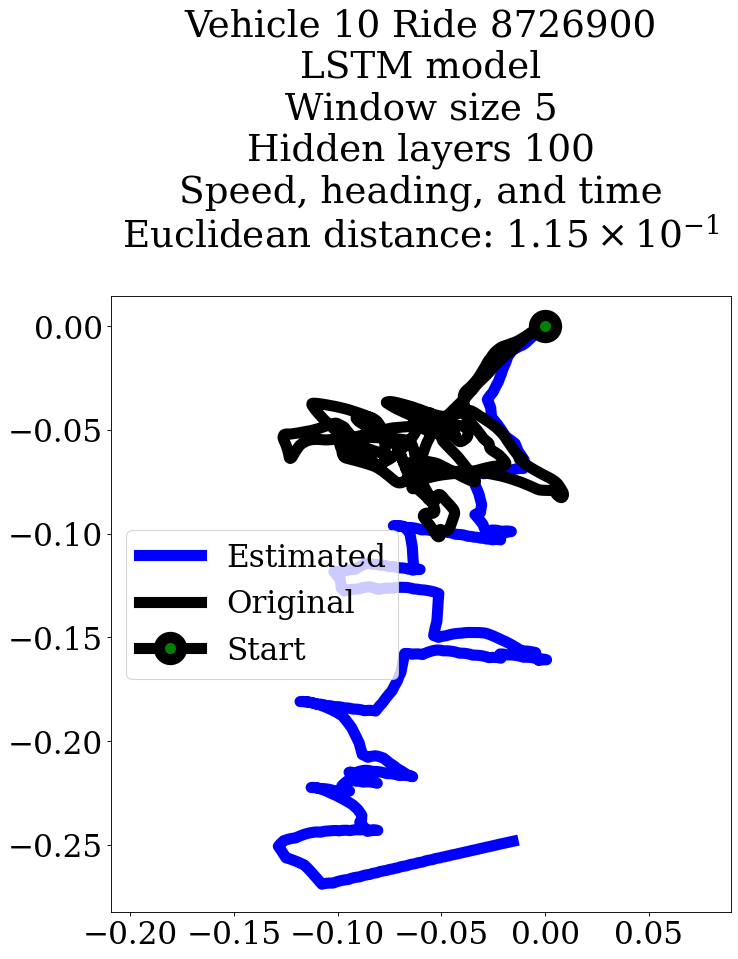 Vehicle 10 Ride 8726900
LSTM model
Window size 5
Hidden layers 100
Speed, heading, and time
Euclidean distance: 1.15 × 10⁻¹
0.00
−0.05
−0.10
−0.15
−0.20
−0.25
Estimated
Original
Start
−0.20 −0.15 −0.10 −0.05 0.00 0.05